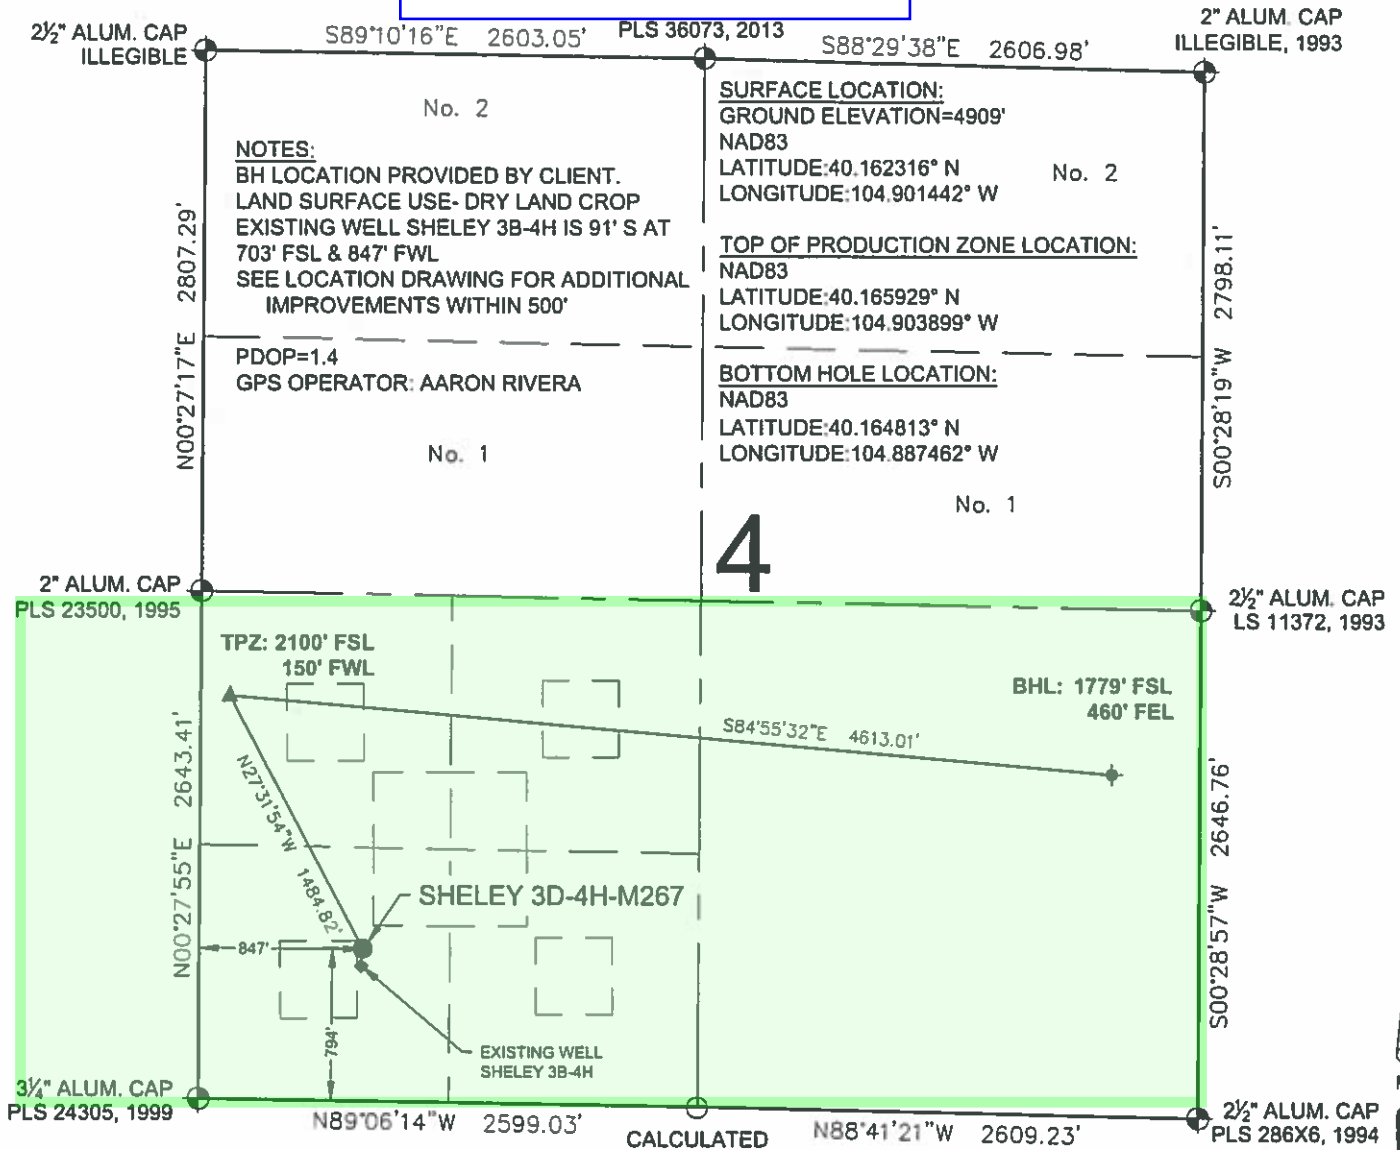 2½" ALUM. CAP
ILLEGIBLE
S89°10'16"E 2603.05'
PLS 36073, 2013
S88°29'38"E 2606.98'
2" ALUM. CAP
ILLEGIBLE, 1993
No. 2
NOTES:
BH LOCATION PROVIDED BY CLIENT.
LAND SURFACE USE- DRY LAND CROP
EXISTING WELL SHELEY 3B-4H IS 91' S AT
703' FSL & 847' FWL
SEE LOCATION DRAWING FOR ADDITIONAL
IMPROVEMENTS WITHIN 500'
PDOP=1.4
GPS OPERATOR: AARON RIVERA
No. 1
SURFACE LOCATION:
GROUND ELEVATION=4909'
NAD83
LATITUDE:40.162316° N
LONGITUDE:104.901442° W
No. 2
TOP OF PRODUCTION ZONE LOCATION:
NAD83
LATITUDE:40.165929° N
LONGITUDE:104.903899° W
BOTTOM HOLE LOCATION:
NAD83
LATITUDE:40.164813° N
LONGITUDE:104.887462° W
No. 1
N00°27'17"E 2807.29'
S00°28'19"W 2798.11'
4
2" ALUM. CAP
PLS 23500, 1995
2½" ALUM. CAP
LS 11372, 1993
TPZ: 2100' FSL
150' FWL
BHL: 1779' FSL
460' FEL
S84°55'32"E 4613.01'
N27°31'54"W 1484.82'
N00°27'55"E 2643.41'
S00°28'57"W 2646.76'
SHELEY 3D-4H-M267
847'
794'
EXISTING WELL
SHELEY 3B-4H
3¼" ALUM. CAP
PLS 24305, 1999
N89°06'14"W 2599.03'
CALCULATED
N88°41'21"W 2609.23'
2½" ALUM. CAP
PLS 286X6, 1994